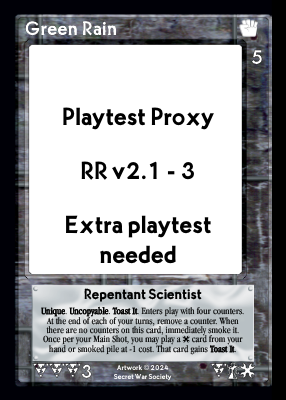 Green Rain
5
Playtest Proxy
RR v2.1 - 3
Extra playtest
needed
Repentant Scientist
Unique. Uncopyable. Toast It. Enters play with four counters.
At the end of each of your turns, remove a counter. When
there are no counters on this card, immediately smoke it.
Once per your Main Shot, you may play a card from your
hand or smoked pile at -1 cost. That card gains Toast It.
3
Artwork © 2024
Secret War Society